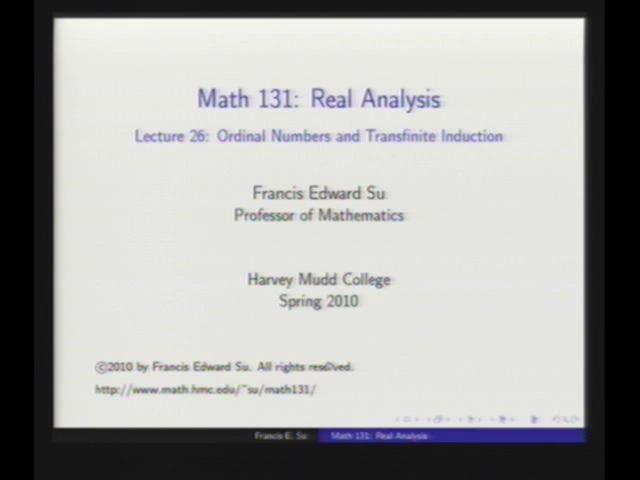 Math 131: Real Analysis
Lecture 26: Ordinal Numbers and Transfinite Induction
Francis Edward Su
Professor of Mathematics
Harvey Mudd College
Spring 2010
©2010 by Francis Edward Su. All rights reserved.
http://www.math.hmc.edu/~su/math131/
Francis E. Su
Math 131: Real Analysis